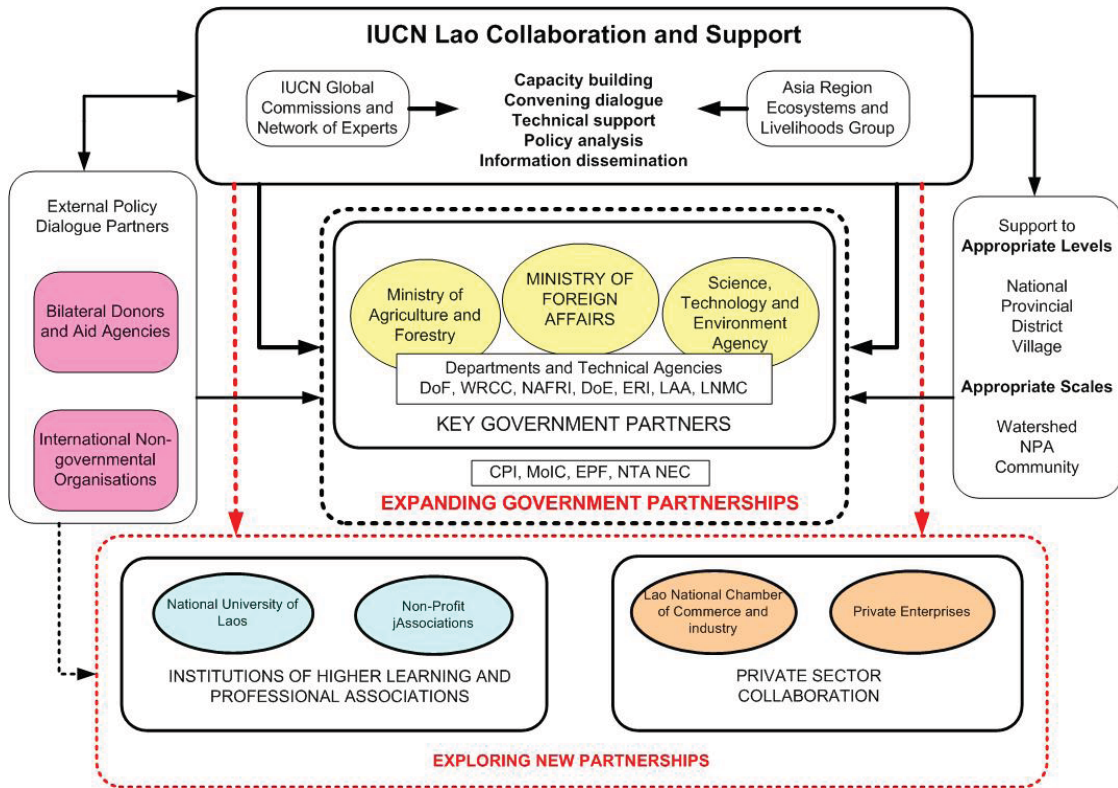 IUCN Lao Collaboration and Support
IUCN Global
Commissions and
Network of Experts
Capacity building
Convening dialogue
Technical support
Policy analysis
Information dissemination
Asia Region
Ecosystems and
Livelihoods Group
External Policy
Dialogue Partners
Bilateral Donors
and Aid Agencies
International Non-
governmental
Organisations
Ministry of
Agriculture and
Forestry
MINISTRY OF
FOREIGN
AFFAIRS
Science,
Technology and
Environment
Agency
Departments and Technical Agencies
DoF, WRCC, NAFRI, DoE, ERI, LAA, LNMC
KEY GOVERNMENT PARTNERS
CPI, MoIC, EPF, NTA NEC
EXPANDING GOVERNMENT PARTNERSHIPS
Support to
Appropriate Levels
National
Provincial
District
Village
Appropriate Scales
Watershed
NPA
Community
National University of
Laos
Non-Profit
jAssociations
INSTITUTIONS OF HIGHER LEARNING AND
PROFESSIONAL ASSOCIATIONS
Lao National Chamber
of Commerce and
industry
Private Enterprises
PRIVATE SECTOR
COLLABORATION
EXPLORING NEW PARTNERSHIPS